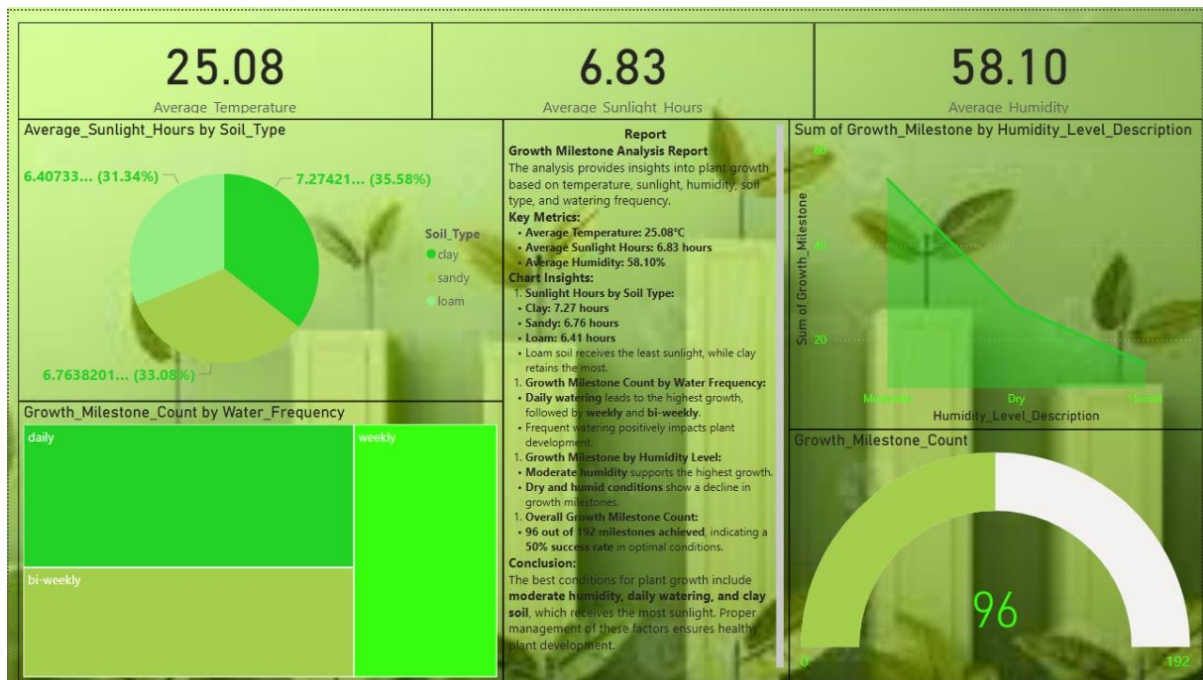 25.08
Average Temperature
6.83
Average Sunlight Hours
58.10
Average Humidity
Average_Sunlight_Hours by Soil_Type
6.40733... (31.34%)
7.27421... (35.58%)
6.7638201... (33.08%)
Soil_Type
clay
sandy
loam
Growth_Milestone_Count by Water_Frequency
daily
weekly
bi-weekly
Report
Growth Milestone Analysis Report
The analysis provides insights into plant growth
based on temperature, sunlight, humidity, soil
type, and watering frequency.
Key Metrics:
• Average Temperature: 25.08°C
• Average Sunlight Hours: 6.83 hours
• Average Humidity: 58.10%
Chart Insights:
1. Sunlight Hours by Soil Type:
• Clay: 7.27 hours
• Sandy: 6.76 hours
• Loam: 6.41 hours
• Loam soil receives the least sunlight, while clay
retains the most.
1. Growth Milestone Count by Water Frequency:
• Daily watering leads to the highest growth,
followed by weekly and bi-weekly.
• Frequent watering positively impacts plant
development.
1. Growth Milestone by Humidity Level:
• Moderate humidity supports the highest growth.
• Dry and humid conditions show a decline in
growth milestones.
1. Overall Growth Milestone Count:
• 96 out of 192 milestones achieved, indicating a
50% success rate in optimal conditions.
Conclusion:
The best conditions for plant growth include
moderate humidity, daily watering, and clay
soil, which receives the most sunlight. Proper
management of these factors ensures healthy
plant development.
Sum of Growth_Milestone by Humidity_Level_Description
Sum of Growth_Milestone
60
40
20
Moderate
Dry
Humid
Humidity_Level_Description
Growth_Milestone_Count
96
0
192